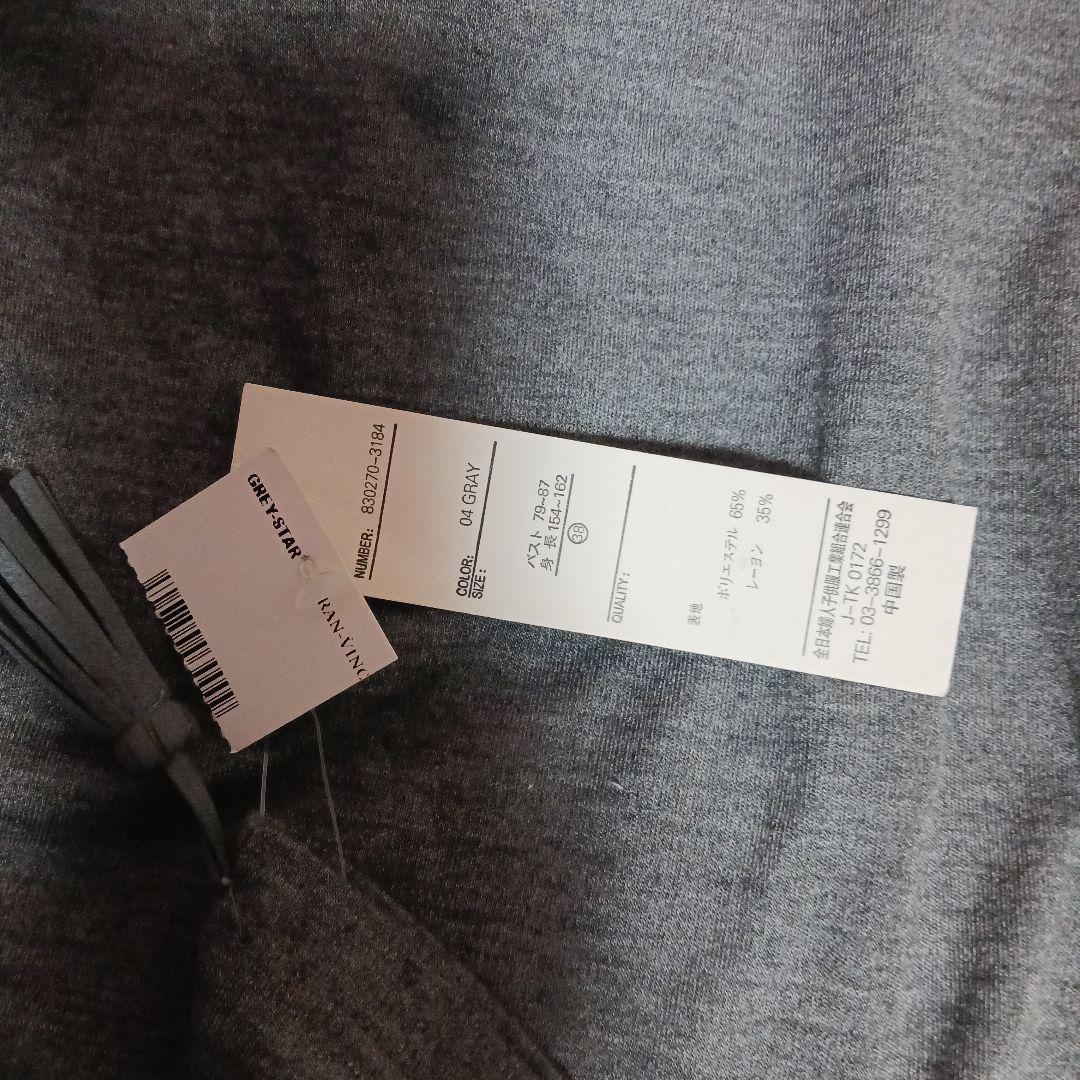 GREY-STAR
RAN-VINC
NUMBER: 830270-3184
COLOR: 04 GRAY
SIZE:
バスト 79~87
身長 154~162
38
QUALITY:
表地
ポリエステル 65%
レーヨン 35%
全日本婦人子供服工業組合連合会
J-TK 0172
TEL: 03-3866-1299
中国製